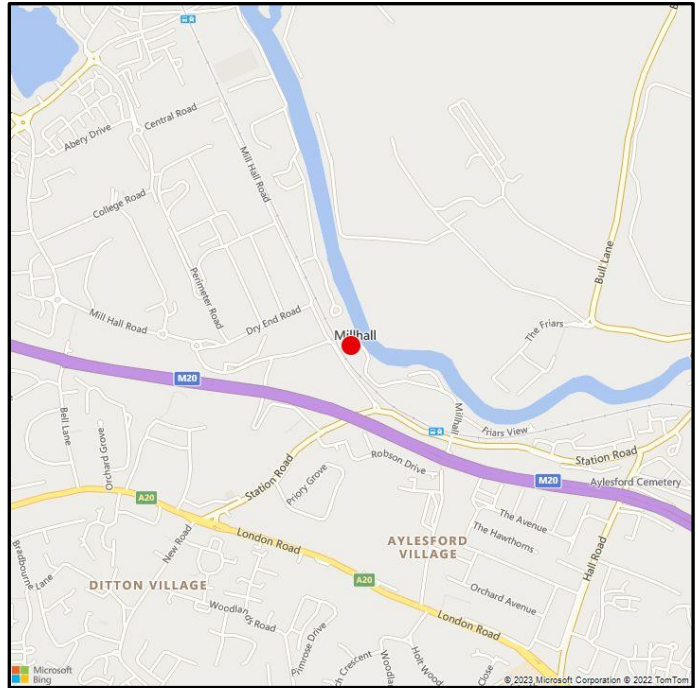 Central Road
Abery Drive
Mill Hall Road
College Road
Perimeter Road
Bull Lane
Mill Hall Road
Dry End Road
Millhall
The Friars
M20
Bell Lane
Orchard Grove
Millhall
Friars View
Station Road
Robson Drive
Station Road
Priory Grove
M20
Aylesford Cemetery
A20
The Avenue
New Road
London Road
AYLESFORD
VILLAGE
The Hawthorns
Hall Road
Bradbourne Lane
DITTON VILLAGE
A20
Orchard Avenue
Woodlands Road
Primrose Drive
London Road
Crescent
Holt Wood
Close
Microsoft
Bing
© 2023 Microsoft Corporation © 2022 TomTom